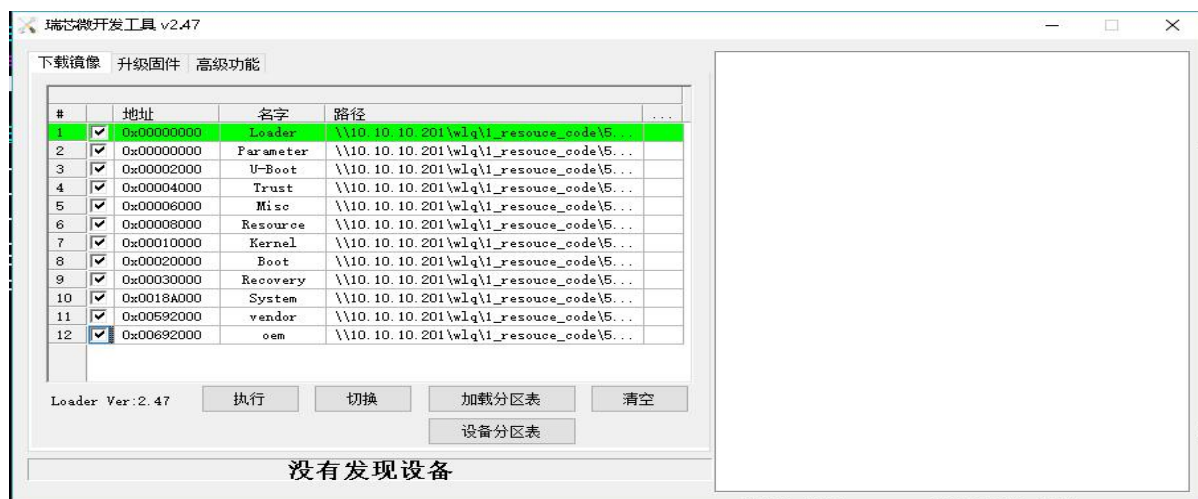 瑞芯微开发工具 v2.47
下载镜像 升级固件 高级功能
# 地址 名字 路径 ...
1 0x00000000 Loader \\10.10.10.201\wlq\1_resouce_code\5...
2 0x00000000 Parameter \\10.10.10.201\wlq\1_resouce_code\5...
3 0x00002000 U-Boot \\10.10.10.201\wlq\1_resouce_code\5...
4 0x00004000 Trust \\10.10.10.201\wlq\1_resouce_code\5...
5 0x00006000 Misc \\10.10.10.201\wlq\1_resouce_code\5...
6 0x00008000 Resource \\10.10.10.201\wlq\1_resouce_code\5...
7 0x00010000 Kernel \\10.10.10.201\wlq\1_resouce_code\5...
8 0x00020000 Boot \\10.10.10.201\wlq\1_resouce_code\5...
9 0x00030000 Recovery \\10.10.10.201\wlq\1_resouce_code\5...
10 0x0018A000 System \\10.10.10.201\wlq\1_resouce_code\5...
11 0x00592000 vendor \\10.10.10.201\wlq\1_resouce_code\5...
12 0x00692000 oem \\10.10.10.201\wlq\1_resouce_code\5...
Loader Ver:2.47 执行 切换 加载分区表 清空
设备分区表
没有发现设备